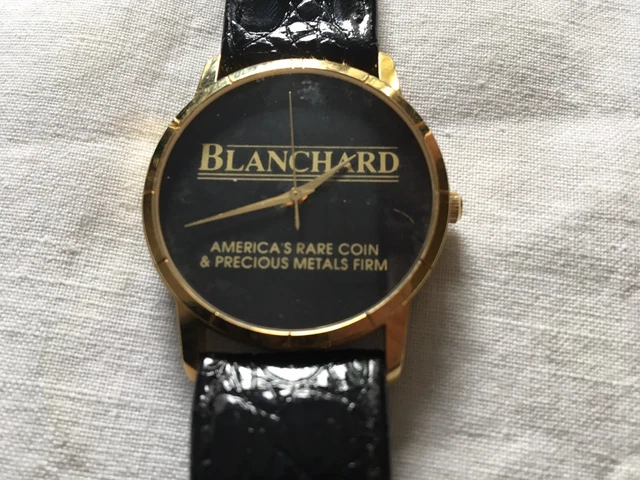 BLANCHARD
AMERICA'S RARE COIN
& PRECIOUS METALS FIRM